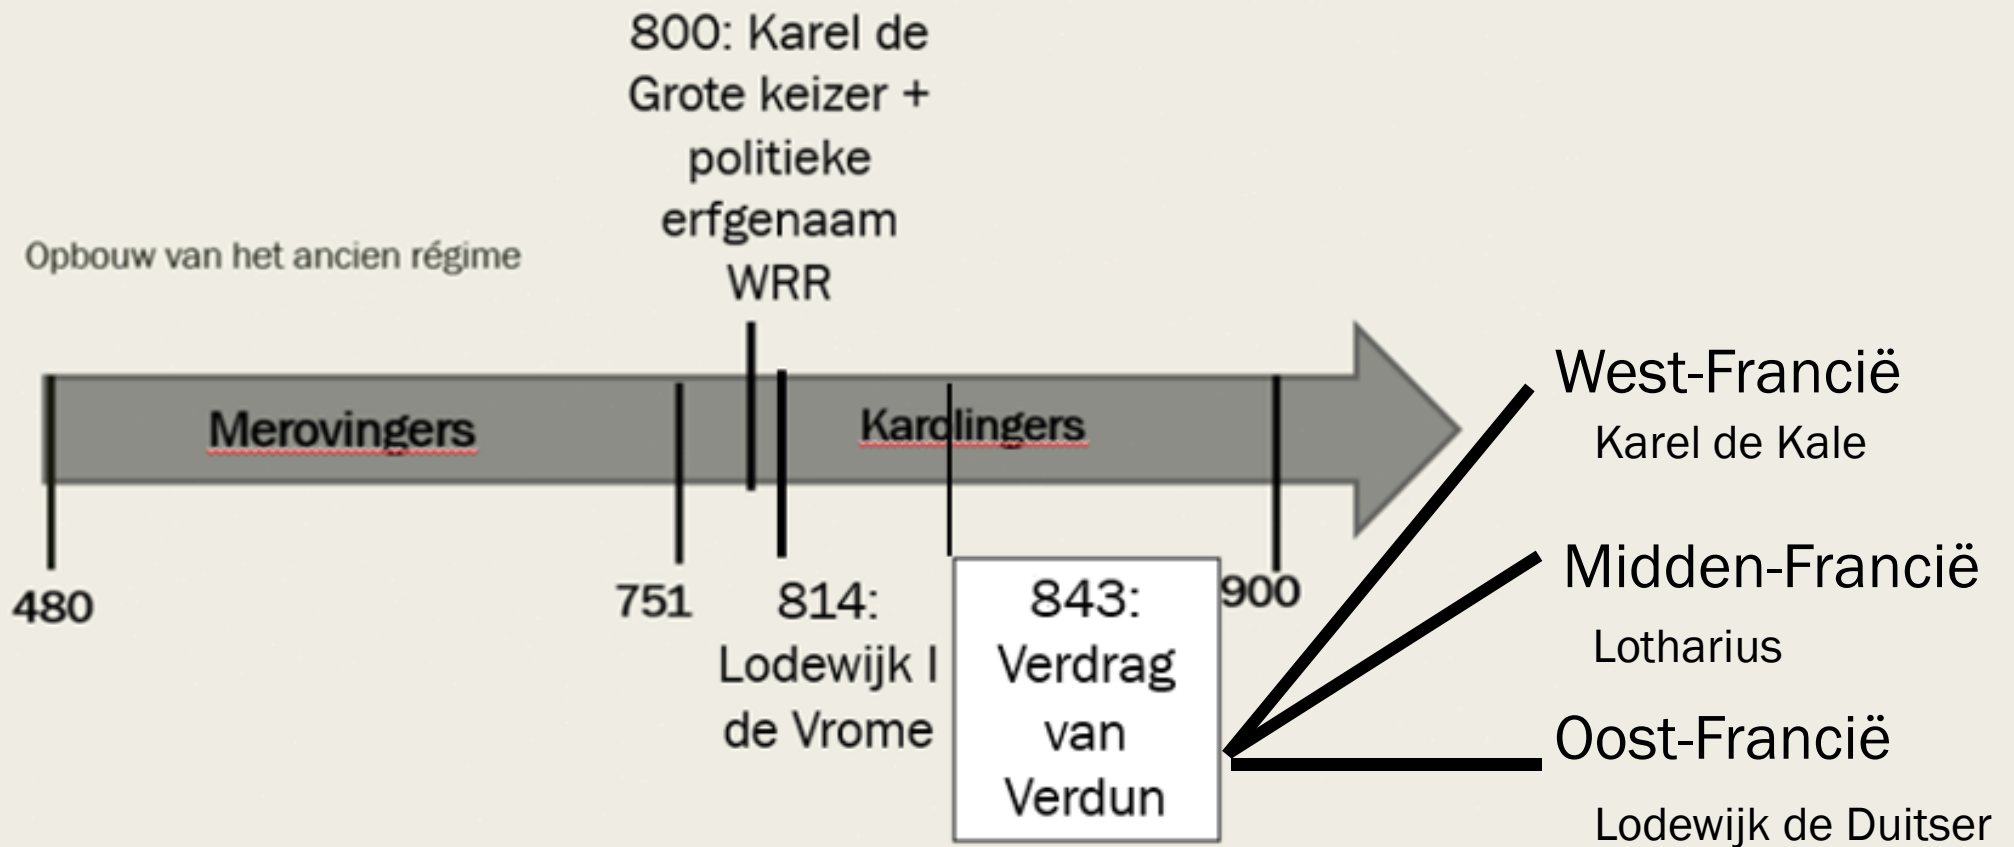 800: Karel de
Grote keizer +
politieke
erfgenaam
WRR
Opbouw van het ancien régime
Merovingers
Karolingers
480
751
814:
Lodewijk I
de Vrome
843:
Verdrag
van
Verdun
900
West-Francië
Karel de Kale
Midden-Francië
Lotharius
Oost-Francië
Lodewijk de Duitser